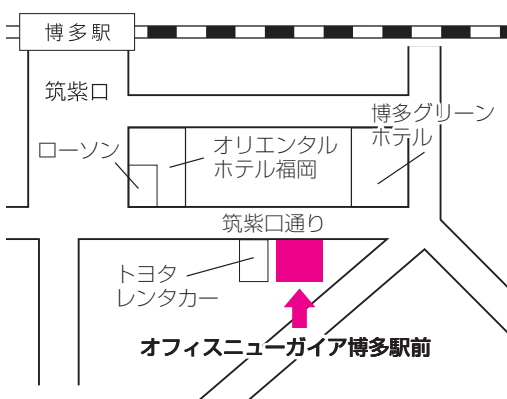 博多駅
筑紫口
博多グリーン
ホテル
ローソン
オリエンタル
ホテル福岡
筑紫口通り
トヨタ
レンタカー
オフィスニューガイア博多駅前